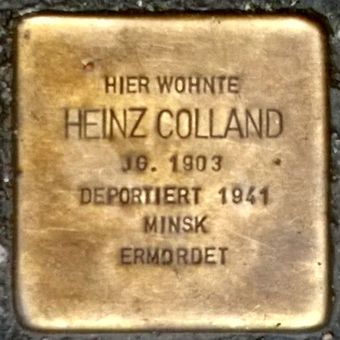 HIER WOHNTE
HEINZ COLLAND
JG. 1903
DEPORTIERT 1941
MINSK
ERMORDET